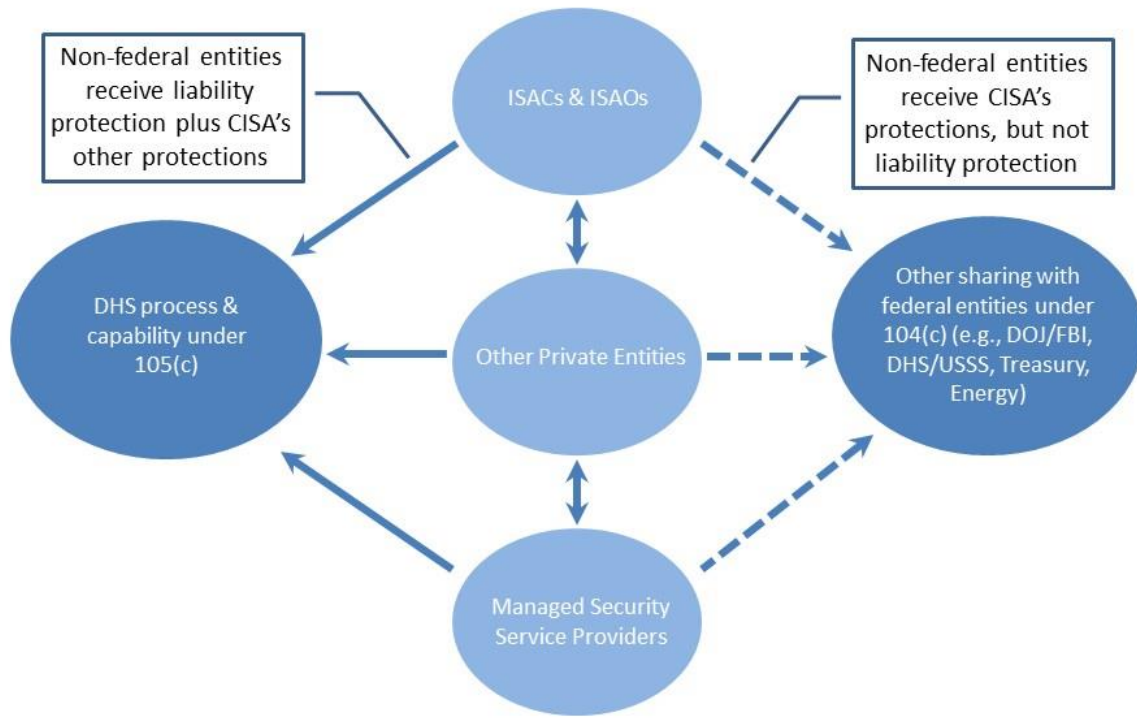 Non-federal entities
receive liability
protection plus CISA’s
other protections
ISACs & ISAOs
Non-federal entities
receive CISA’s
protections, but not
liability protection
DHS process &
capability under
105(c)
Other Private Entities
Other sharing with
federal entities under
104(c) (e.g., DOJ/FBI,
DHS/USSS, Treasury,
Energy)
Managed Security
Service Providers